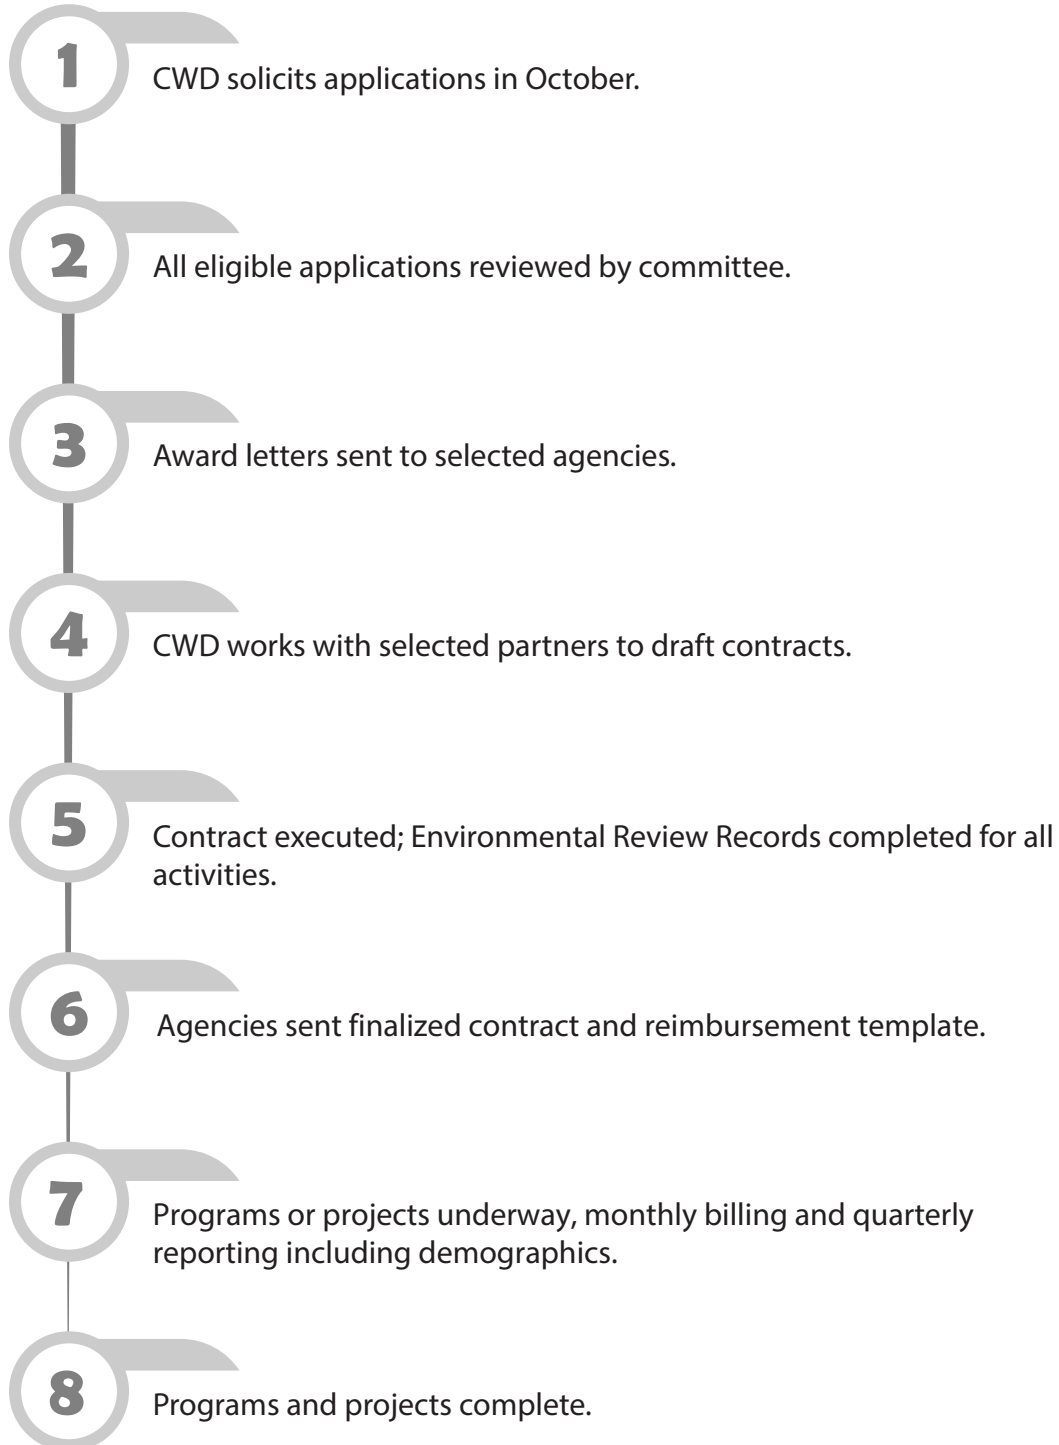 1
CWD solicits applications in October.
2
All eligible applications reviewed by committee.
3
Award letters sent to selected agencies.
4
CWD works with selected partners to draft contracts.
5
Contract executed; Environmental Review Records completed for all
activities.
6
Agencies sent finalized contract and reimbursement template.
7
Programs or projects underway, monthly billing and quarterly
reporting including demographics.
8
Programs and projects complete.